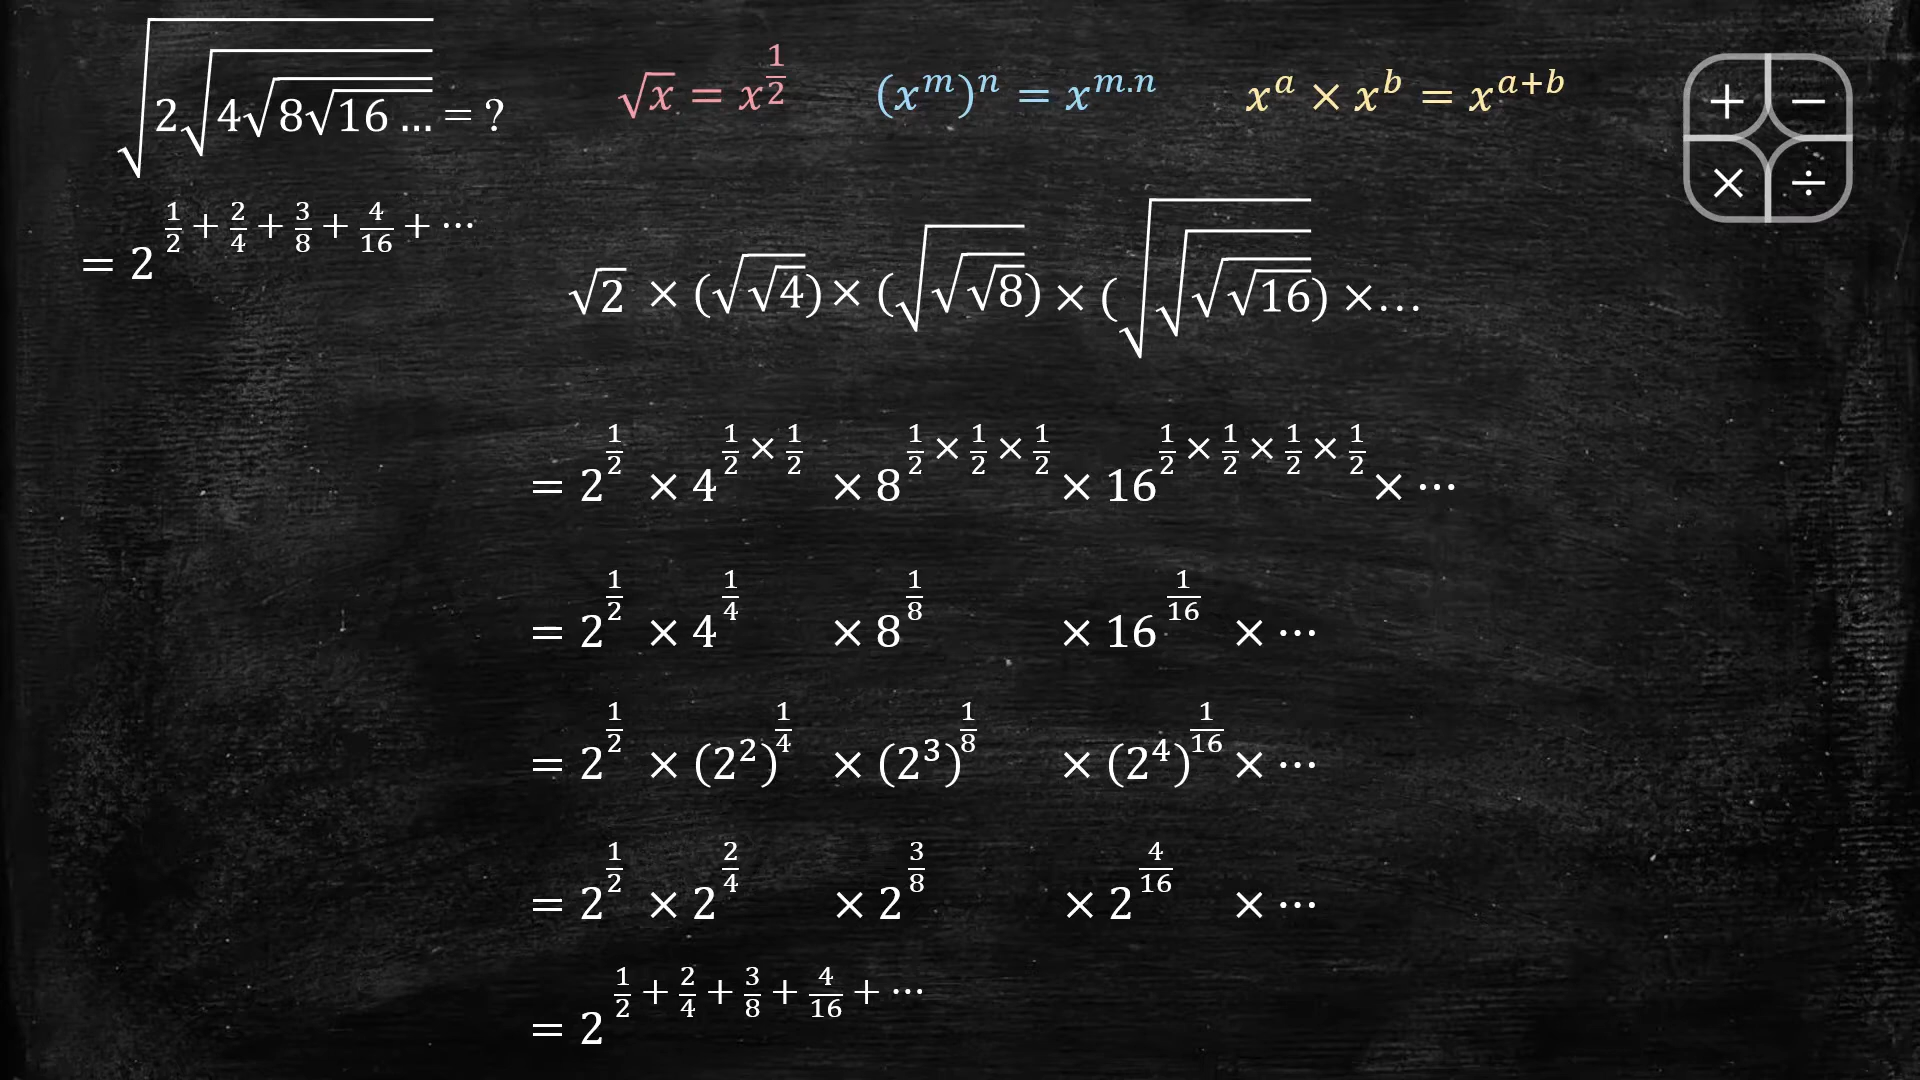 √(2√(4√(8√(16 ...)))) = ?
√x = x^(1/2)
(x^m)^n = x^(m.n)
x^a × x^b = x^(a+b)
+ −
× ÷
= 2^(1/2 + 2/4 + 3/8 + 4/16 + ⋯)
√2 × (√(√4)) × (√(√(√8))) × (√(√(√(√16)))) ×...
= 2^(1/2) × 4^(1/2 × 1/2) × 8^(1/2 × 1/2 × 1/2) × 16^(1/2 × 1/2 × 1/2 × 1/2) × ⋯
= 2^(1/2) × 4^(1/4) × 8^(1/8) × 16^(1/16) × ⋯
= 2^(1/2) × (2^2)^(1/4) × (2^3)^(1/8) × (2^4)^(1/16) × ⋯
= 2^(1/2) × 2^(2/4) × 2^(3/8) × 2^(4/16) × ⋯
= 2^(1/2 + 2/4 + 3/8 + 4/16 + ⋯)